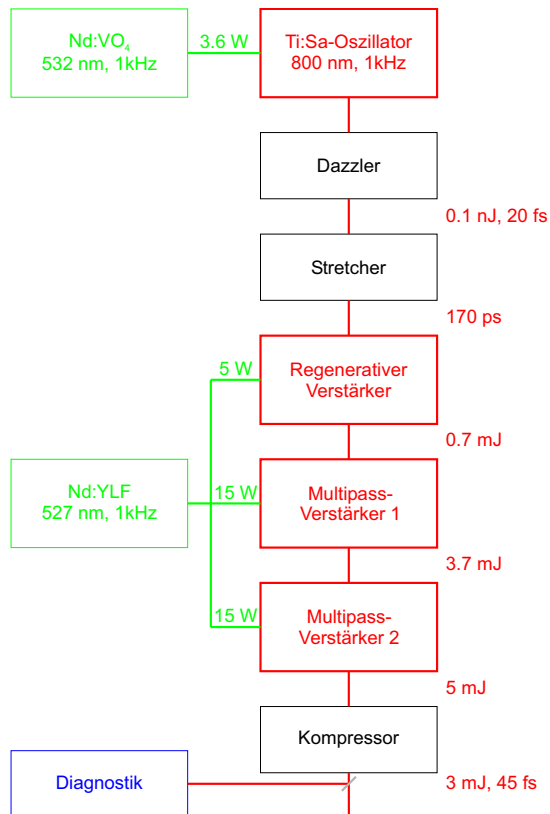 Nd:VO₄
532 nm, 1kHz
3.6 W
Ti:Sa-Oszillator
800 nm, 1kHz
Dazzler
0.1 nJ, 20 fs
Stretcher
170 ps
5 W
Regenerativer
Verstärker
0.7 mJ
Nd:YLF
527 nm, 1kHz
15 W
Multipass-
Verstärker 1
3.7 mJ
15 W
Multipass-
Verstärker 2
5 mJ
Kompressor
Diagnostik
3 mJ, 45 fs